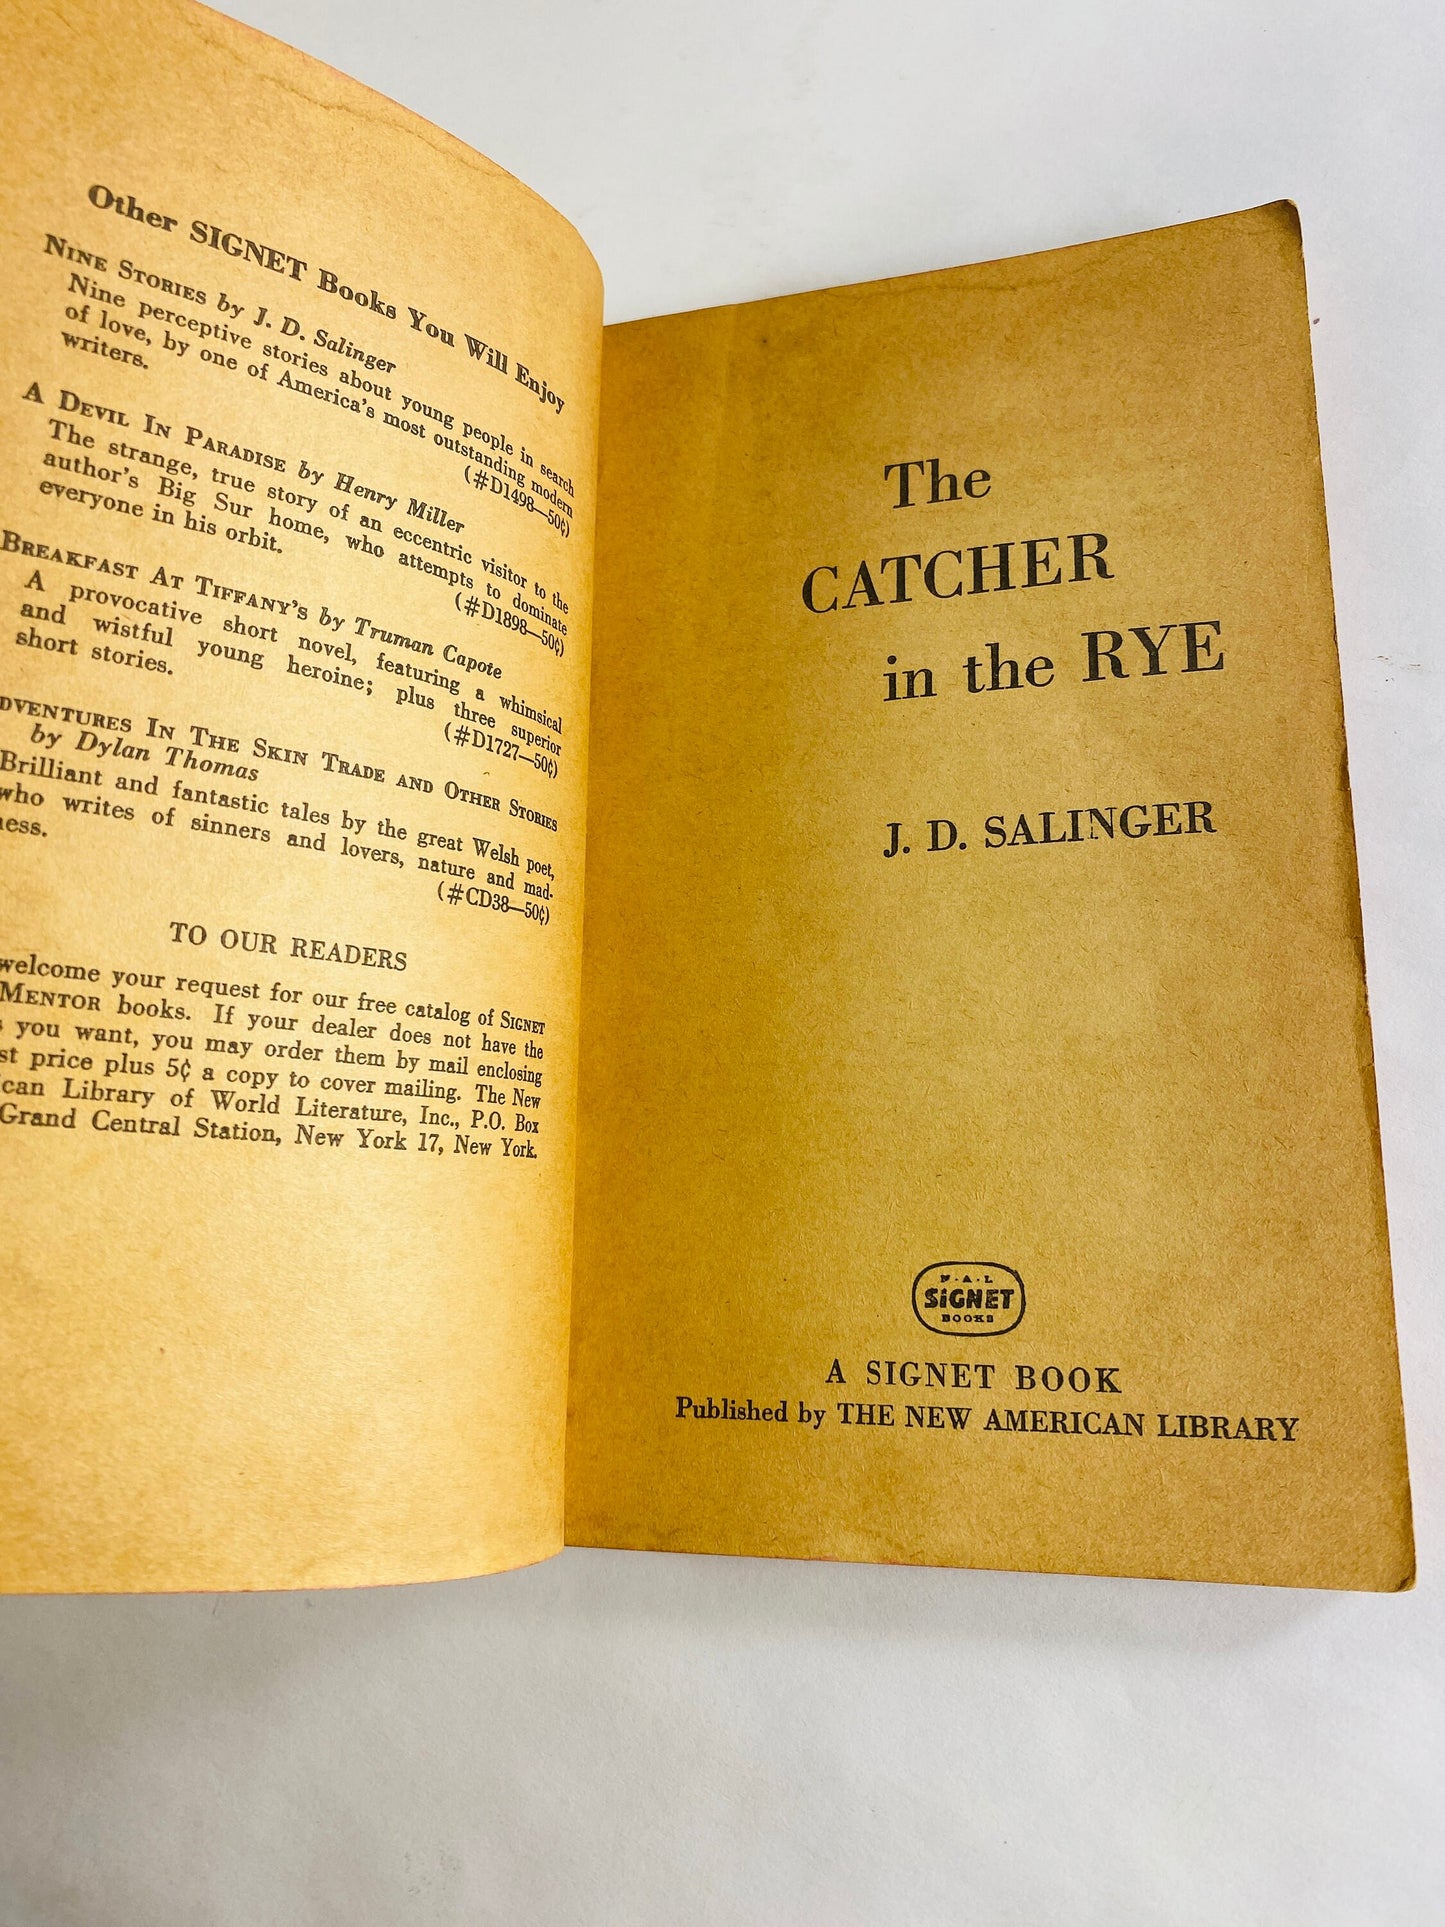 Other SIGNET Books You Will Enjoy
NINE STORIES by J. D. Salinger
Nine perceptive stories about young people in search
of love, by one of America's most outstanding modern
writers. (#D1498—50¢)
A DEVIL IN PARADISE by Henry Miller
The strange, true story of an eccentric visitor to the
author's Big Sur home, who attempts to dominate
everyone in his orbit. (#D1898—50¢)
BREAKFAST AT TIFFANY'S by Truman Capote
A provocative short novel, featuring a whimsical
and wistful young heroine; plus three superior
short stories. (#D1727—50¢)
DVENTURES IN THE SKIN TRADE AND OTHER STORIES
by Dylan Thomas
Brilliant and fantastic tales by the great Welsh poet,
who writes of sinners and lovers, nature and mad-
ness. (#CD38—50¢)
TO OUR READERS
welcome your request for our free catalog of SIGNET
MENTOR books. If your dealer does not have the
you want, you may order them by mail enclosing
st price plus 5¢ a copy to cover mailing. The New
can Library of World Literature, Inc., P.O. Box
Grand Central Station, New York 17, New York.
The
CATCHER
in the RYE
J. D. SALINGER
N·A·L
SIGNET
BOOKS
A SIGNET BOOK
Published by THE NEW AMERICAN LIBRARY